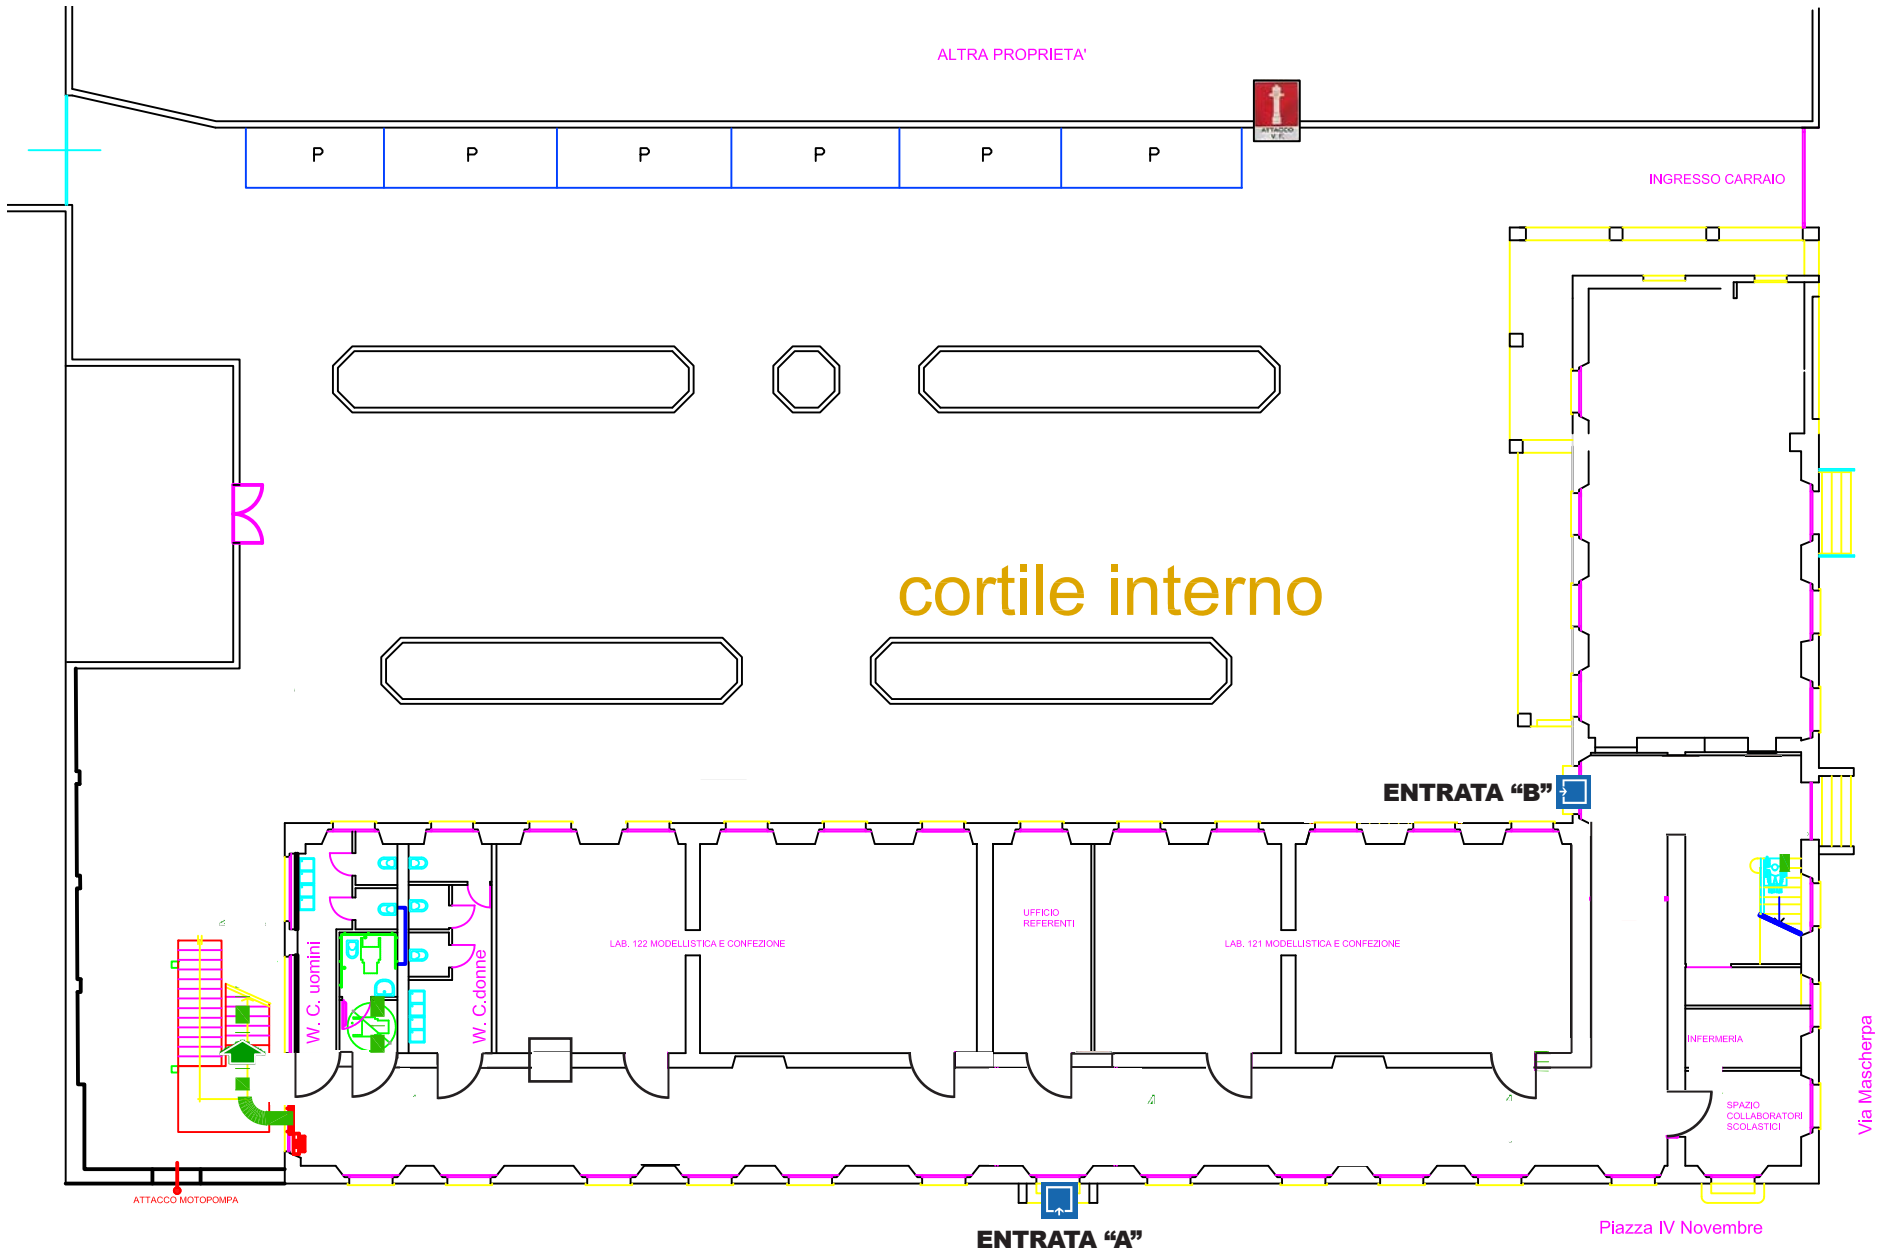 ALTRA PROPRIETA'
ATTACCO
V. F.
P P P P P P
INGRESSO CARRAIO
cortile interno
ENTRATA “B”
UFFICIO
REFERENTI
LAB. 122 MODELLISTICA E CONFEZIONE
LAB. 121 MODELLISTICA E CONFEZIONE
W. C. uomini
W. C.donne
INFERMERIA
SPAZIO
COLLABORATORI
SCOLASTICI
Via Mascherpa
ATTACCO MOTOPOMPA
Piazza IV Novembre
ENTRATA “A”